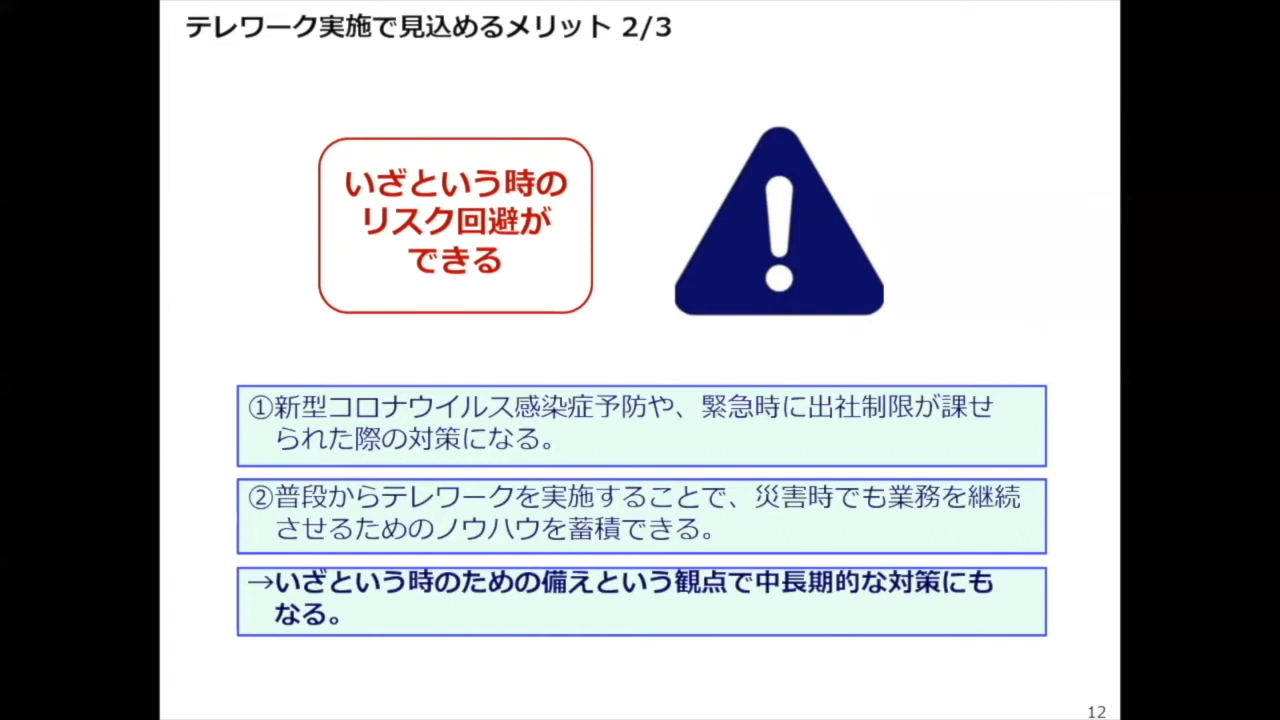 テレワーク実施で見込めるメリット 2/3
いざという時の
リスク回避が
できる
①新型コロナウイルス感染症予防や、緊急時に出社制限が課せ
られた際の対策になる。
②普段からテレワークを実施することで、災害時でも業務を継続
させるためのノウハウを蓄積できる。
→いざという時のための備えという観点で中長期的な対策にも
なる。
12